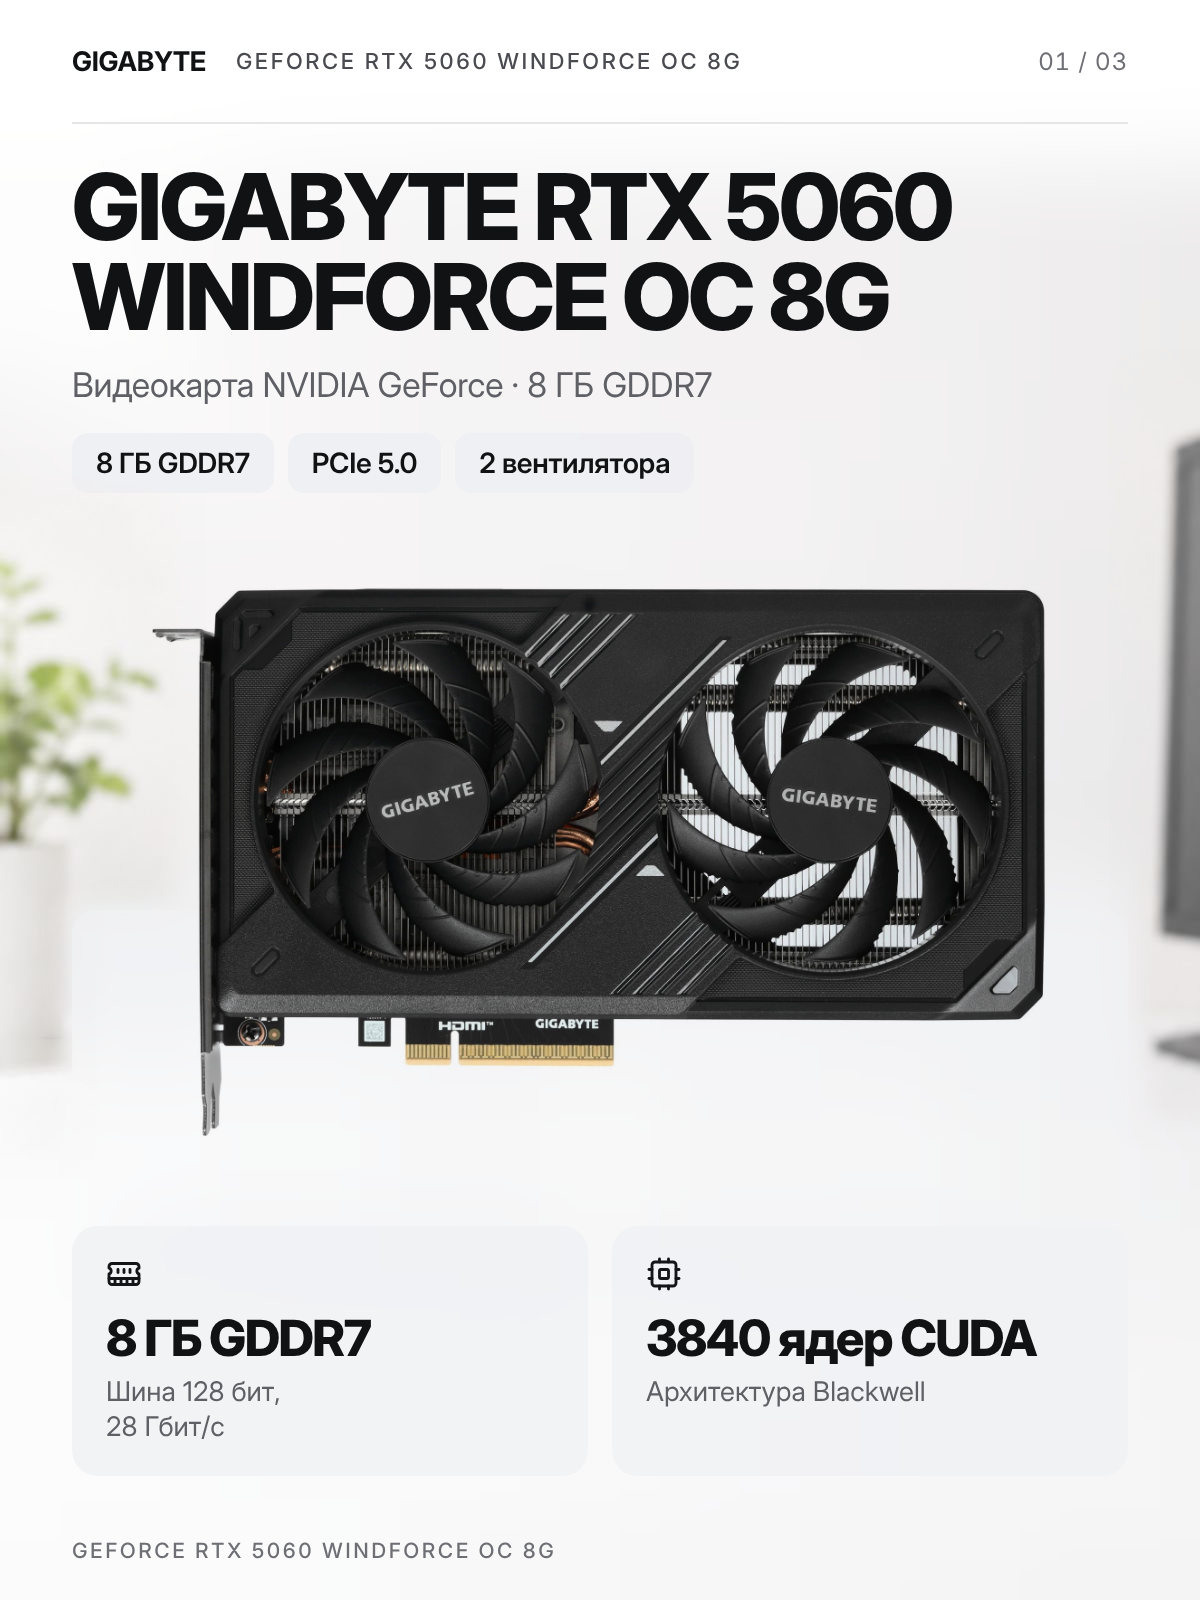 GIGABYTE GEFORCE RTX 5060 WINDFORCE OC 8G 01 / 03
GIGABYTE RTX 5060
WINDFORCE OC 8G
Видеокарта NVIDIA GeForce · 8 ГБ GDDR7
8 ГБ GDDR7 PCIe 5.0 2 вентилятора
GIGABYTE GIGABYTE
HDMI™ GIGABYTE
8 ГБ GDDR7
Шина 128 бит,
28 Гбит/с
3840 ядер CUDA
Архитектура Blackwell
GEFORCE RTX 5060 WINDFORCE OC 8G